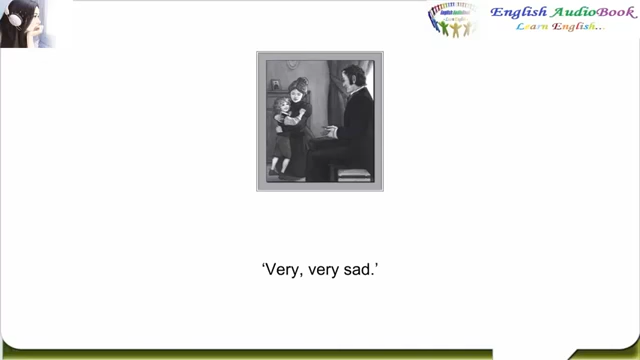 English AudioBook
Learn English...
'Very, very sad.'